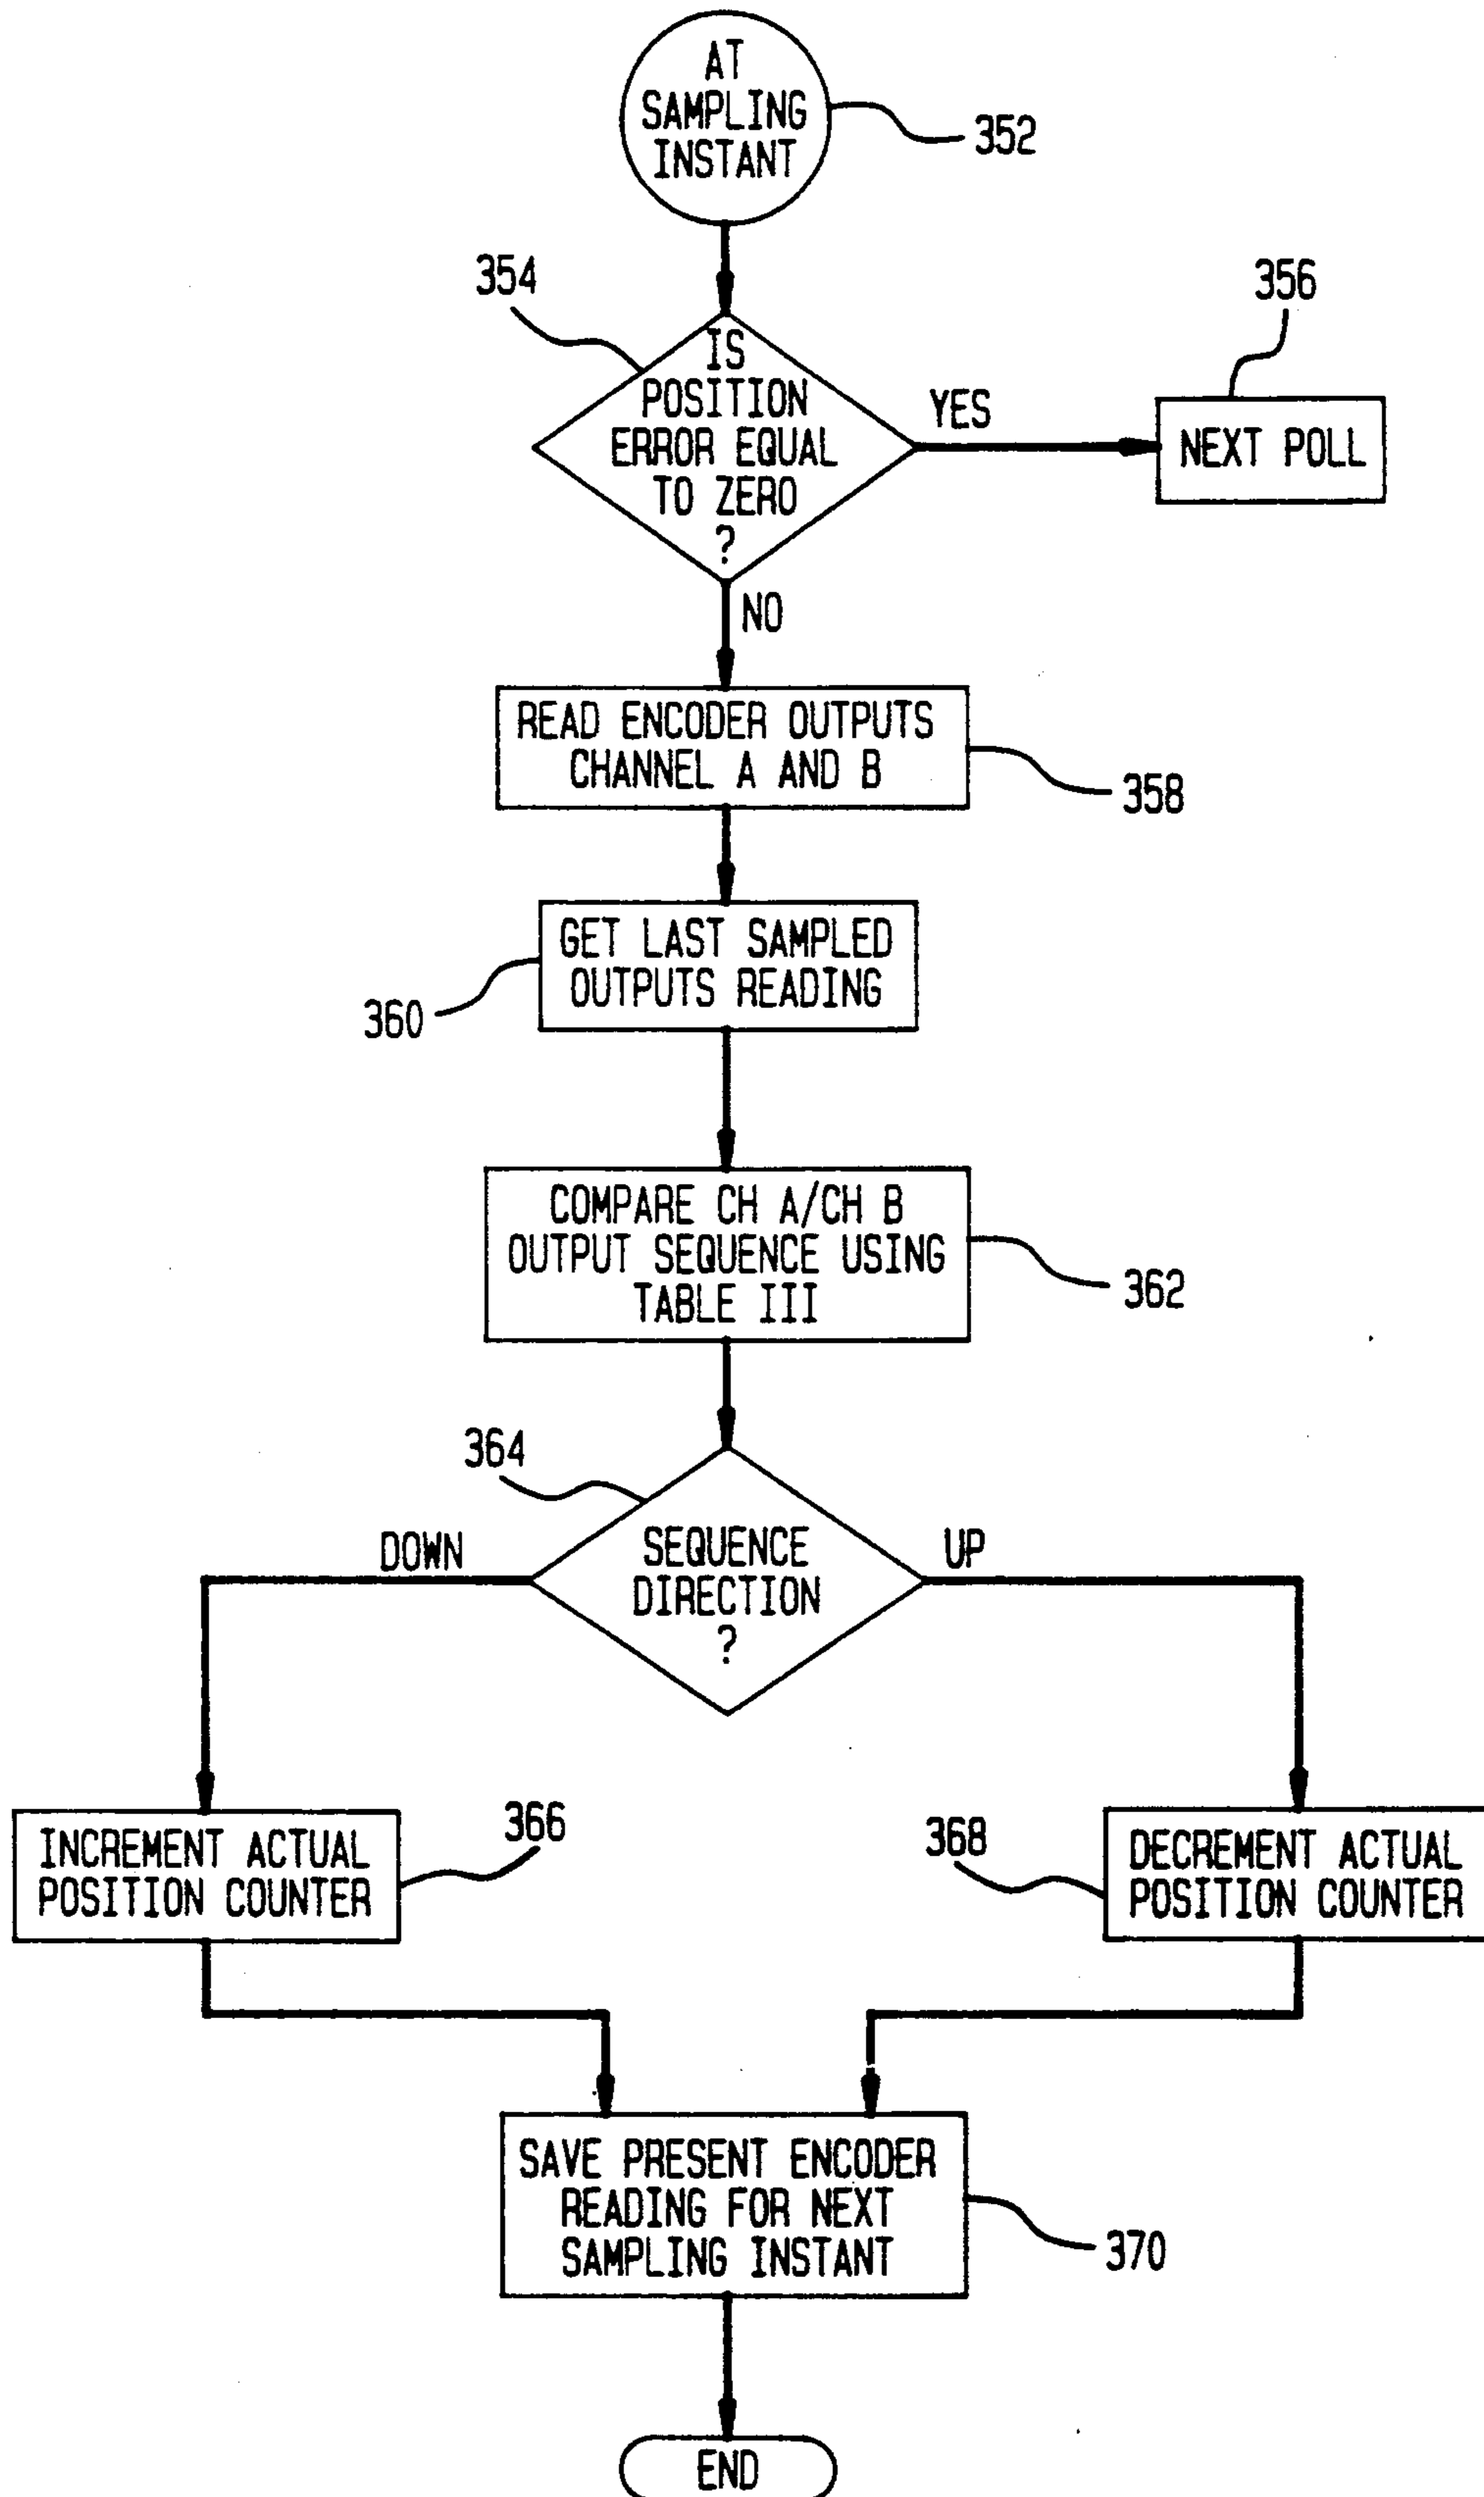 AT
SAMPLING
INSTANT
352
354
356
IS
POSITION
ERROR EQUAL
TO ZERO
?
YES
NEXT POLL
NO
READ ENCODER OUTPUTS
CHANNEL A AND B
358
GET LAST SAMPLED
OUTPUTS READING
360
COMPARE CH A/CH B
OUTPUT SEQUENCE USING
TABLE III
362
364
DOWN
SEQUENCE
DIRECTION
?
UP
INCREMENT ACTUAL
POSITION COUNTER
366
368
DECREMENT ACTUAL
POSITION COUNTER
SAVE PRESENT ENCODER
READING FOR NEXT
SAMPLING INSTANT
370
END